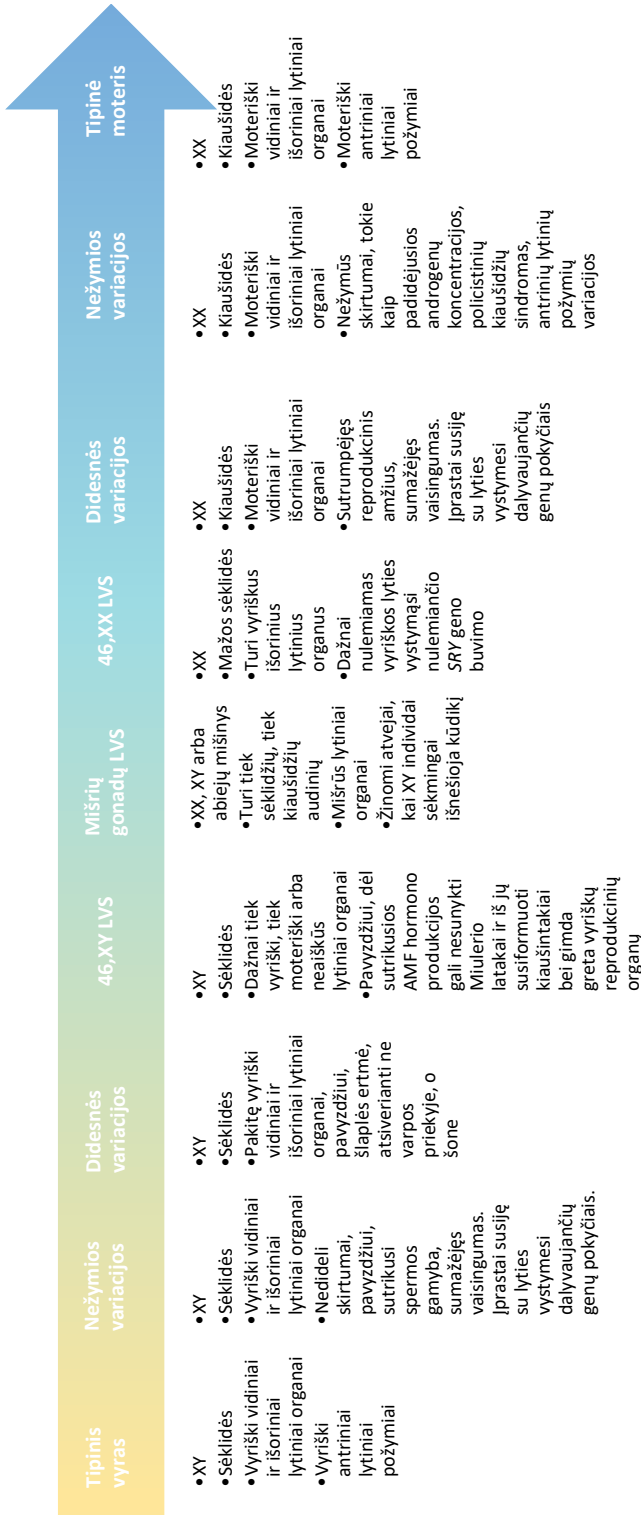 Tipinis
vyras
•XY
•Sėklidės
•Vyriški vidiniai
ir išoriniai
lytiniai organai
•Vyriški
antriniai
lytiniai
požymiai
Nežymios
variacijos
•XY
•Sėklidės
•Vyriški vidiniai
ir išoriniai
lytiniai organai
•Nedideli
skirtumai,
pavyzdžiui,
sutrikusi
spermos
gamyba,
sumažėjęs
vaisingumas.
Įprastai susiję
su lyties
vystymesi
dalyvaujančių
genų pokyčiais.
Didesnės
variacijos
•XY
•Sėklidės
•Pakitę vyriški
vidiniai ir
išoriniai lytiniai
organai,
pavyzdžiui,
šlaplės ertmė,
atsiverianti ne
varpos
priekyje, o
šone
46,XY LVS
•XY
•Sėklidės
•Dažnai tiek
vyriški, tiek
moteriški arba
neaiškūs
lytiniai organai
•Pavyzdžiui, dėl
sutrikusios
AMF hormono
produkcijos
gali nesunykti
Miulerio
latakai ir iš jų
susiformuoti
kiaušintakiai
bei gimda
greta vyriškų
reprodukcinių
organų
Mišrių
gonadų LVS
•XX, XY arba
abiejų mišinys
•Turi tiek
sėklidžių, tiek
kiaušidžių
audinių
•Mišrūs lytiniai
organai
•Žinomi atvejai,
kai XY individai
sėkmingai
išnešioja kūdikį
46,XX LVS
•XX
•Mažos sėklidės
•Turi vyriškus
išorinius
lytinius
organus
•Dažnai
nulemiamas
vyriškos lyties
vystymąsi
nulemiančio
SRY geno
buvimo
Didesnės
variacijos
•XX
•Kiaušidės
•Moteriški
vidiniai ir
išoriniai lytiniai
organai
•Sutrumpėjęs
reprodukcinis
amžius,
sumažėjęs
vaisingumas.
Įprastai susiję
su lyties
vystymesi
dalyvaujančių
genų pokyčiais
Nežymios
variacijos
•XX
•Kiaušidės
•Moteriški
vidiniai ir
išoriniai lytiniai
organai
•Nežymūs
skirtumai, tokie
kaip
padidėjusios
androgenų
koncentracijos,
policistinių
kiaušidžių
sindromas,
antrinių lytinių
požymių
variacijos
Tipinė
moteris
•XX
•Kiaušidės
•Moteriški
vidiniai ir
išoriniai lytiniai
organai
•Moteriški
antriniai
lytiniai
požymiai